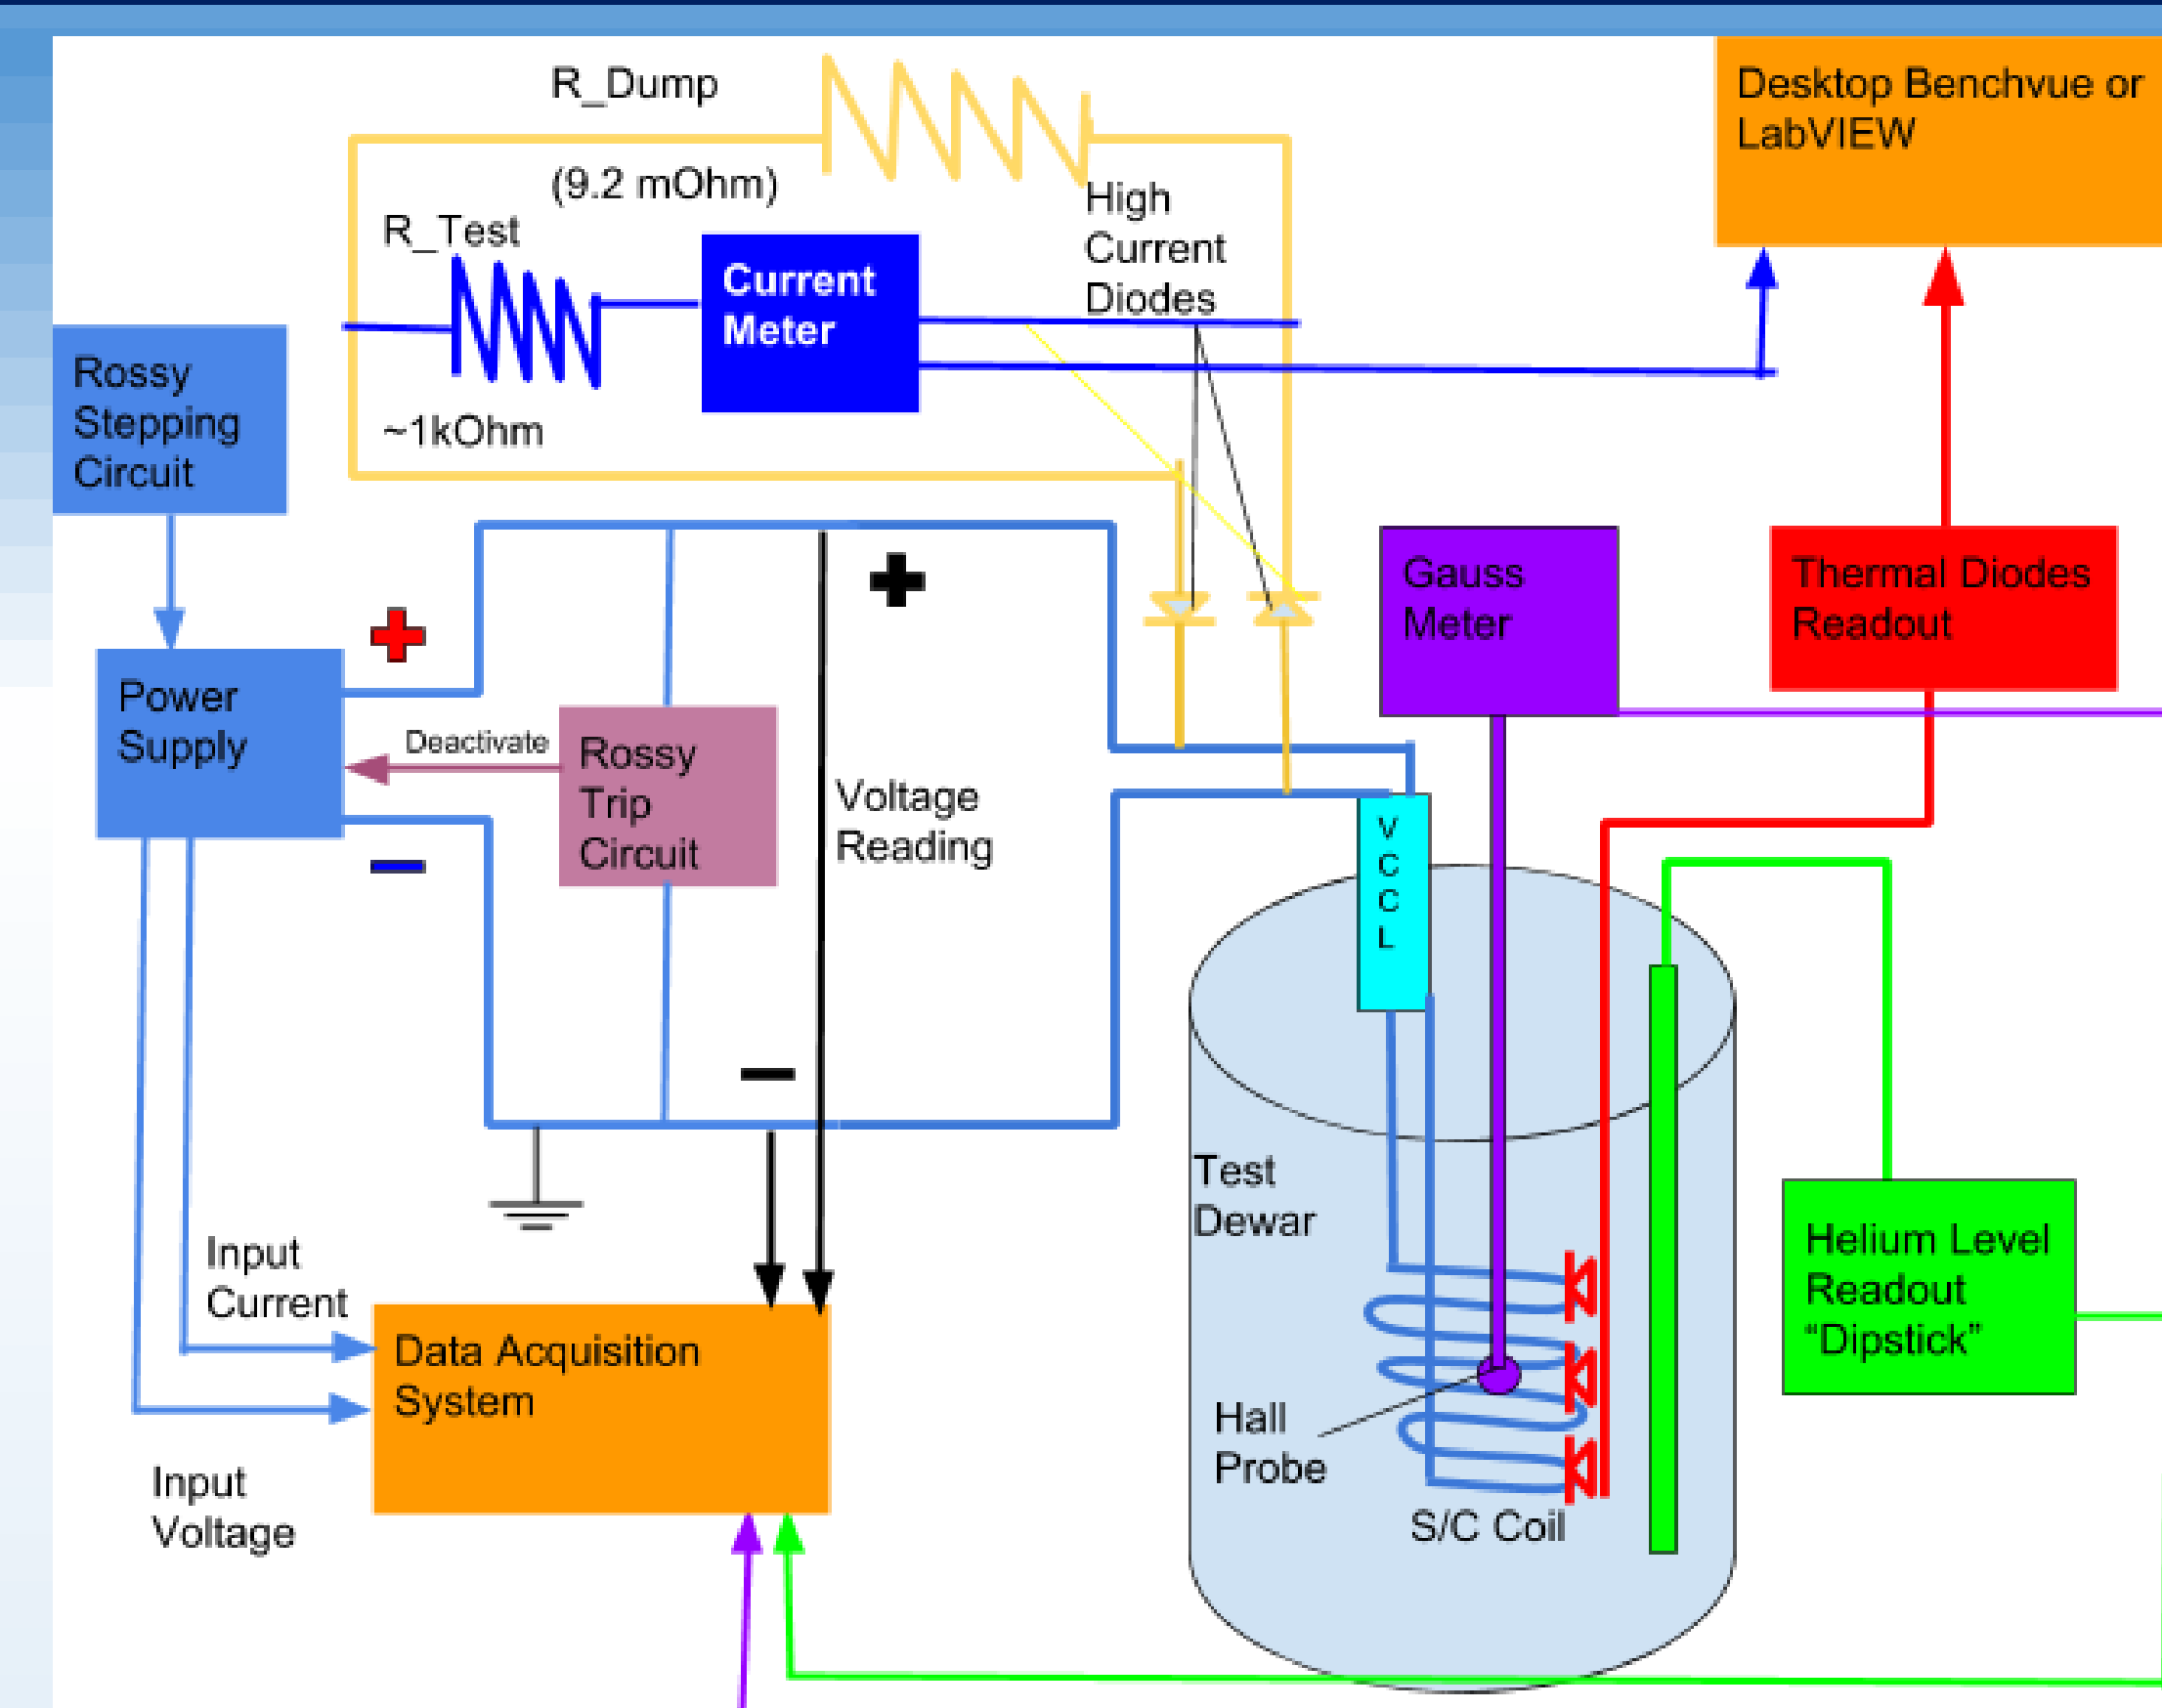 R_Dump
(9.2 mOhm)
Desktop Benchvue or
LabVIEW
R_Test
~1kOhm
Current
Meter
High
Current
Diodes
Rossy
Stepping
Circuit
Gauss
Meter
Thermal Diodes
Readout
Power
Supply
Deactivate
Rossy
Trip
Circuit
Voltage
Reading
V
C
C
L
Test
Dewar
Input
Current
Helium Level
Readout
“Dipstick”
Data Acquisition
System
Hall
Probe
Input
Voltage
S/C Coil